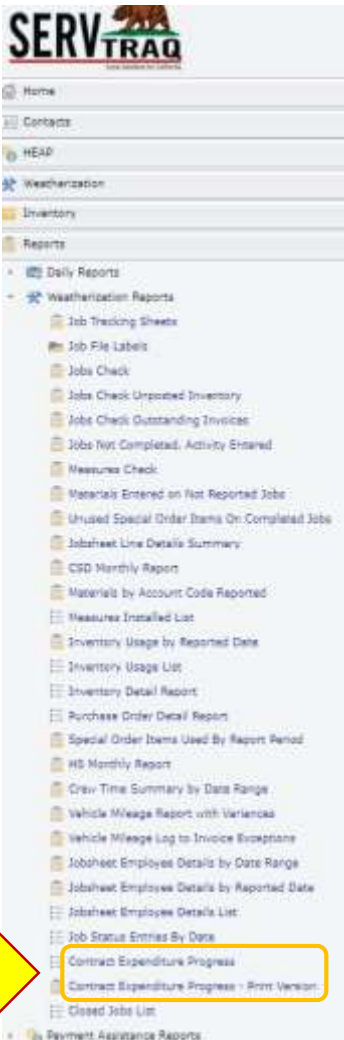 SERVTRAQ
Home
Contacts
HEAP
Weatherization
Inventory
Reports
Daily Reports
Weatherization Reports
Job Tracking Sheets
Job File Labels
Jobs Check
Jobs Check Unposted Inventory
Jobs Check Outstanding Invoices
Jobs Not Completed, Activity Entered
Measures Check
Materials Entered on Not Reported Jobs
Unused Special Order Items On Completed Jobs
Jobsheet Line Details Summary
CSD Monthly Report
Materials by Account Code Reported
Measures Installed List
Inventory Usage by Reported Date
Inventory Usage List
Inventory Detail Report
Purchase Order Detail Report
Special Order Items Used By Report Period
HS Monthly Report
Crew Time Summary by Date Range
Vehicle Mileage Report with Variances
Vehicle Mileage Log to Invoice Exceptions
Jobsheet Employee Details by Date Range
Jobsheet Employee Details by Reported Date
Jobsheet Employee Details List
Job Status Entries By Date
Contract Expenditure Progress
Contract Expenditure Progress - Print Version
Closed Jobs List
Payment Assistance Reports